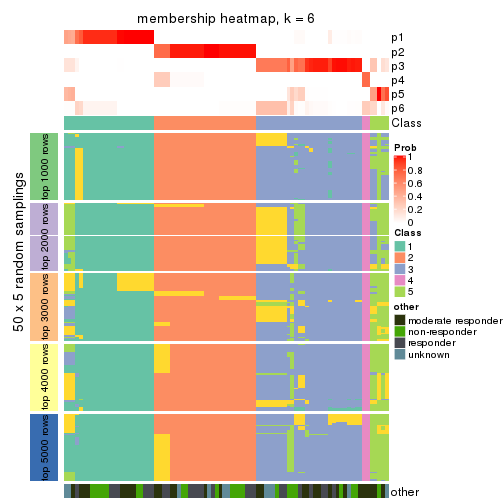 membership heatmap, k = 6
p1
p2
p3
p4
p5
p6
Class
50 x 5 random samplings
top 1000 rows
top 2000 rows
top 3000 rows
top 4000 rows
top 5000 rows
other
Prob
1
0.8
0.6
0.4
0.2
0
Class
1
2
3
4
5
other
moderate responder
non-responder
responder
unknown